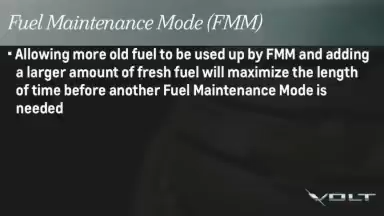 Fuel Maintenance Mode (FMM)
• Allowing more old fuel to be used up by FMM and adding
a larger amount of fresh fuel will maximize the length
of time before another Fuel Maintenance Mode is
needed
VOLT